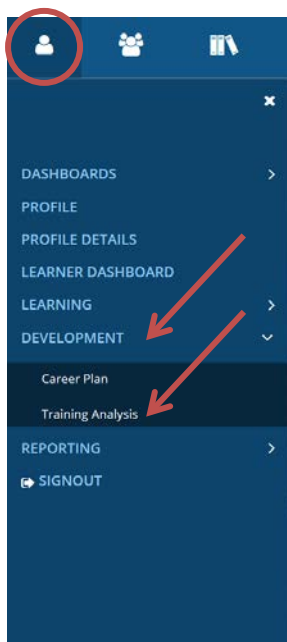 DASHBOARDS
PROFILE
PROFILE DETAILS
LEARNER DASHBOARD
LEARNING
DEVELOPMENT
Career Plan
Training Analysis
REPORTING
SIGNOUT